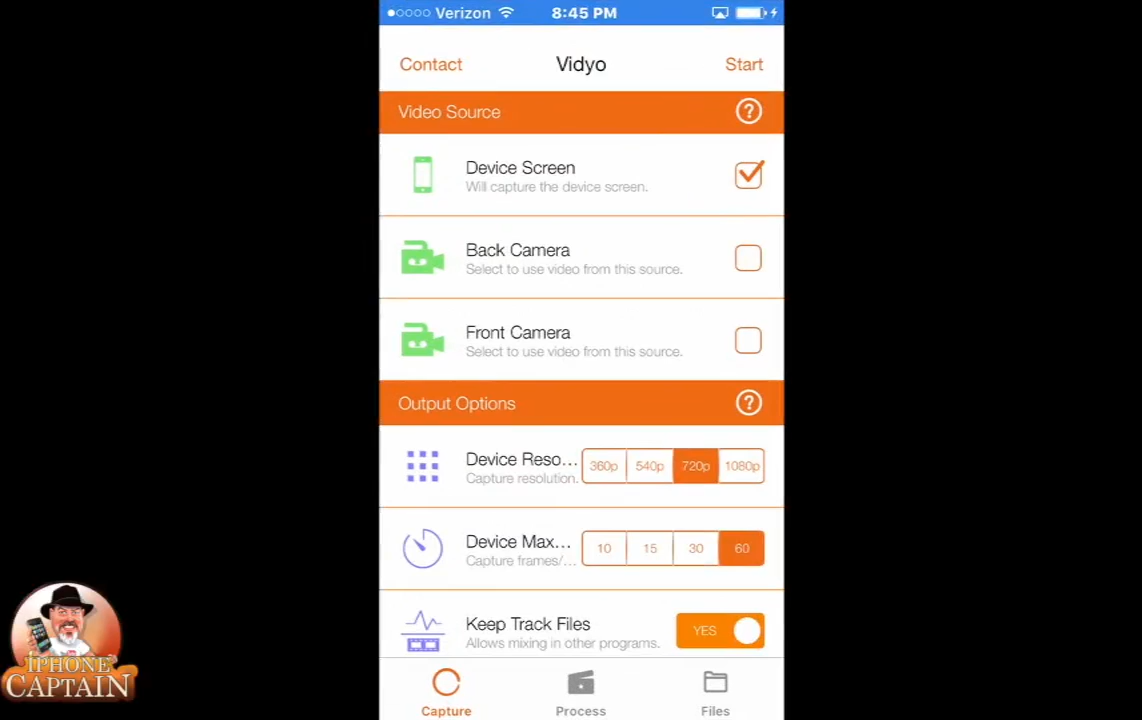 Verizon 8:45 PM
Contact Vidyo Start
Video Source ?
Device Screen
Will capture the device screen.
Back Camera
Select to use video from this source.
Front Camera
Select to use video from this source.
Output Options ?
Device Reso... 360p 540p 720p 1080p
Capture resolution.
Device Max... 10 15 30 60
Capture frames/...
Keep Track Files YES
Allows mixing in other programs.
Capture Process Files
IPHONE
CAPTAIN